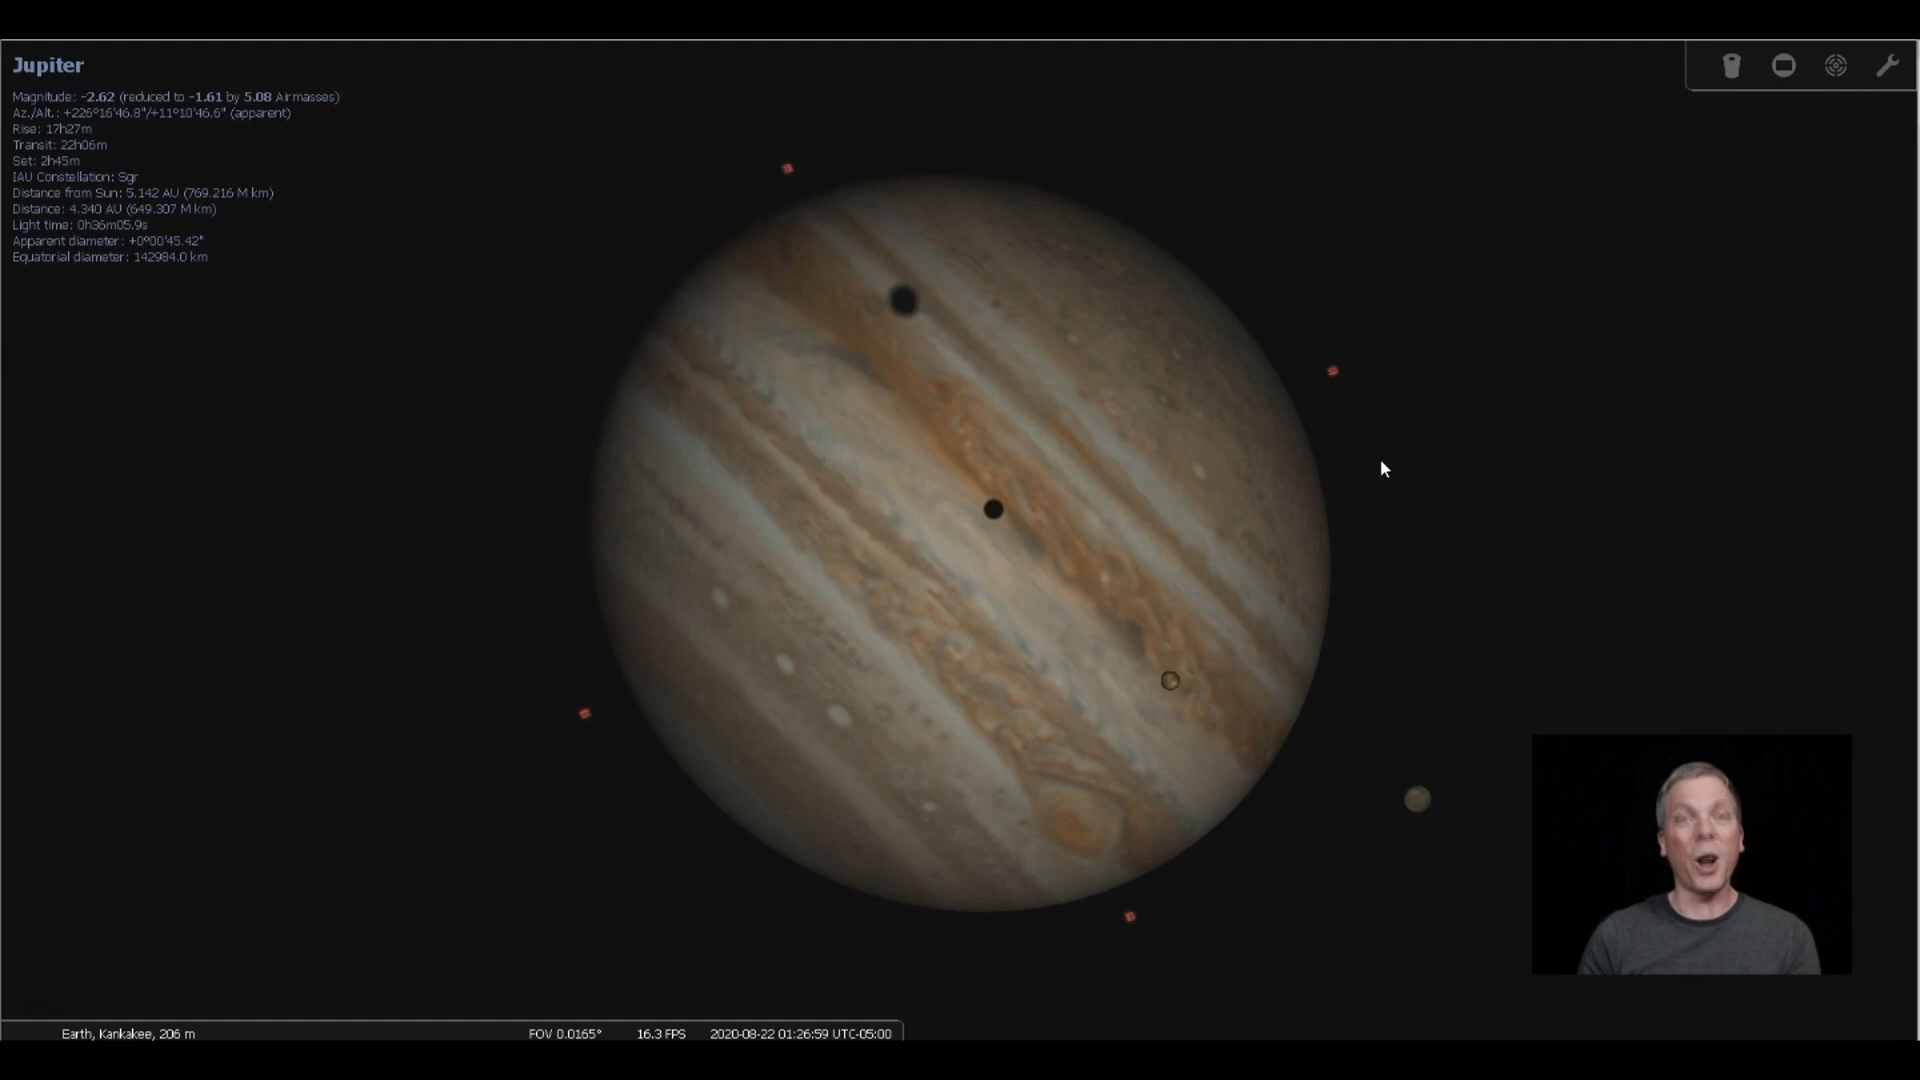 Jupiter
Magnitude: -2.62 (reduced to -1.61 by 5.08 Airmasses)
Az./Alt.: +226°16'46.8"/+11°10'46.6" (apparent)
Rise: 17h27m
Transit: 22h06m
Set: 2h45m
IAU Constellation: Sgr
Distance from Sun: 5.142 AU (769.216 M km)
Distance: 4.340 AU (649.307 M km)
Light time: 0h36m05.9s
Apparent diameter: +0°00'45.42"
Equatorial diameter: 142984.0 km
Earth, Kankakee, 206 m FOV 0.0165° 16.3 FPS 2020-08-22 01:26:59 UTC-05:00